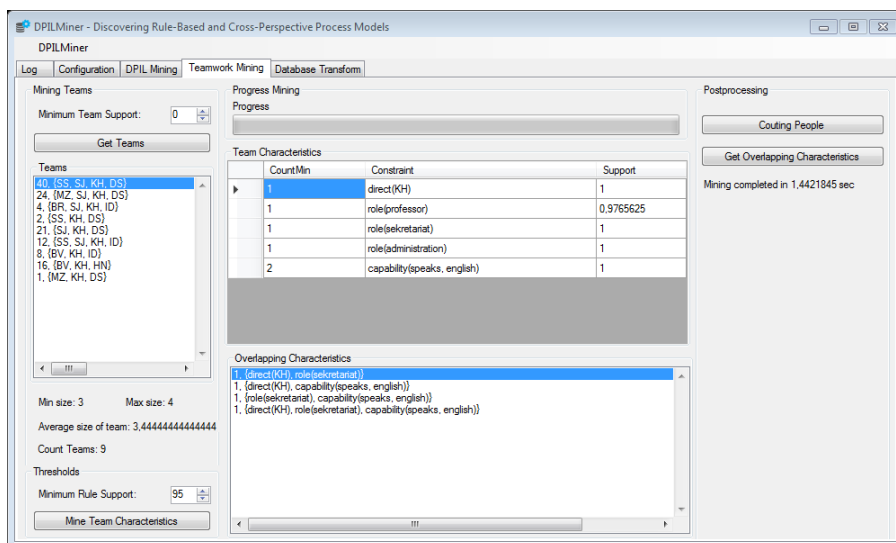 DPILMiner - Discovering Rule-Based and Cross-Perspective Process Models
DPILMiner
Log Configuration DPIL Mining Teamwork Mining Database Transform
Mining Teams
Minimum Team Support: 0
Get Teams
Teams
40, {SS, SJ, KH, DS}
24, {MZ, SJ, KH, DS}
4, {BR, SJ, KH, ID}
2, {SS, KH, DS}
21, {SJ, KH, DS}
12, {SS, SJ, KH, ID}
8, {BV, KH, ID}
16, {BV, KH, HN}
1, {MZ, KH, DS}
Min size: 3 Max size: 4
Average size of team: 3,44444444444444
Count Teams: 9
Thresholds
Minimum Rule Support: 95
Mine Team Characteristics
Progress Mining
Progress
Team Characteristics
CountMin Constraint Support
1 direct(KH) 1
1 role(professor) 0,9765625
1 role(sekretariat) 1
1 role(administration) 1
2 capability(speaks, english) 1
Overlapping Characteristics
1, {direct(KH), role(sekretariat)}
1, {direct(KH), capability(speaks, english)}
1, {role(sekretariat), capability(speaks, english)}
1, {direct(KH), role(sekretariat), capability(speaks, english)}
Postprocessing
Couting People
Get Overlapping Characteristics
Mining completed in 1,4421845 sec